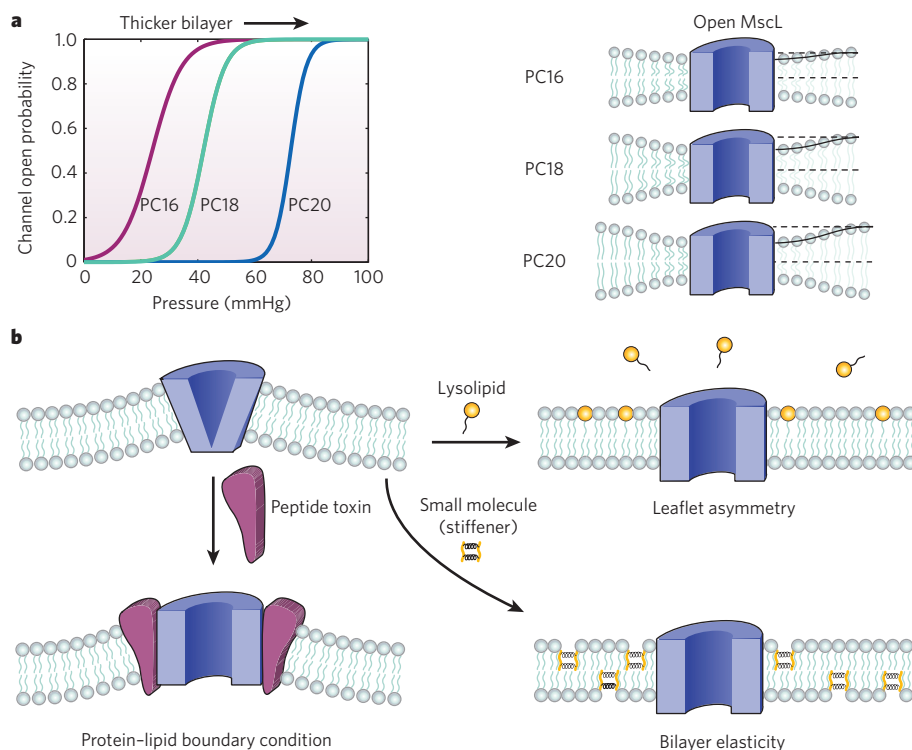 a
Thicker bilayer
Channel open probability
1.0
0.8
0.6
0.4
0.2
0
PC16
PC18
PC20
0
20
40
60
80
100
Pressure (mmHg)
Open MscL
PC16
PC18
PC20
b
Lysolipid
Leaflet asymmetry
Peptide toxin
Small molecule
(stiffener)
Protein–lipid boundary condition
Bilayer elasticity